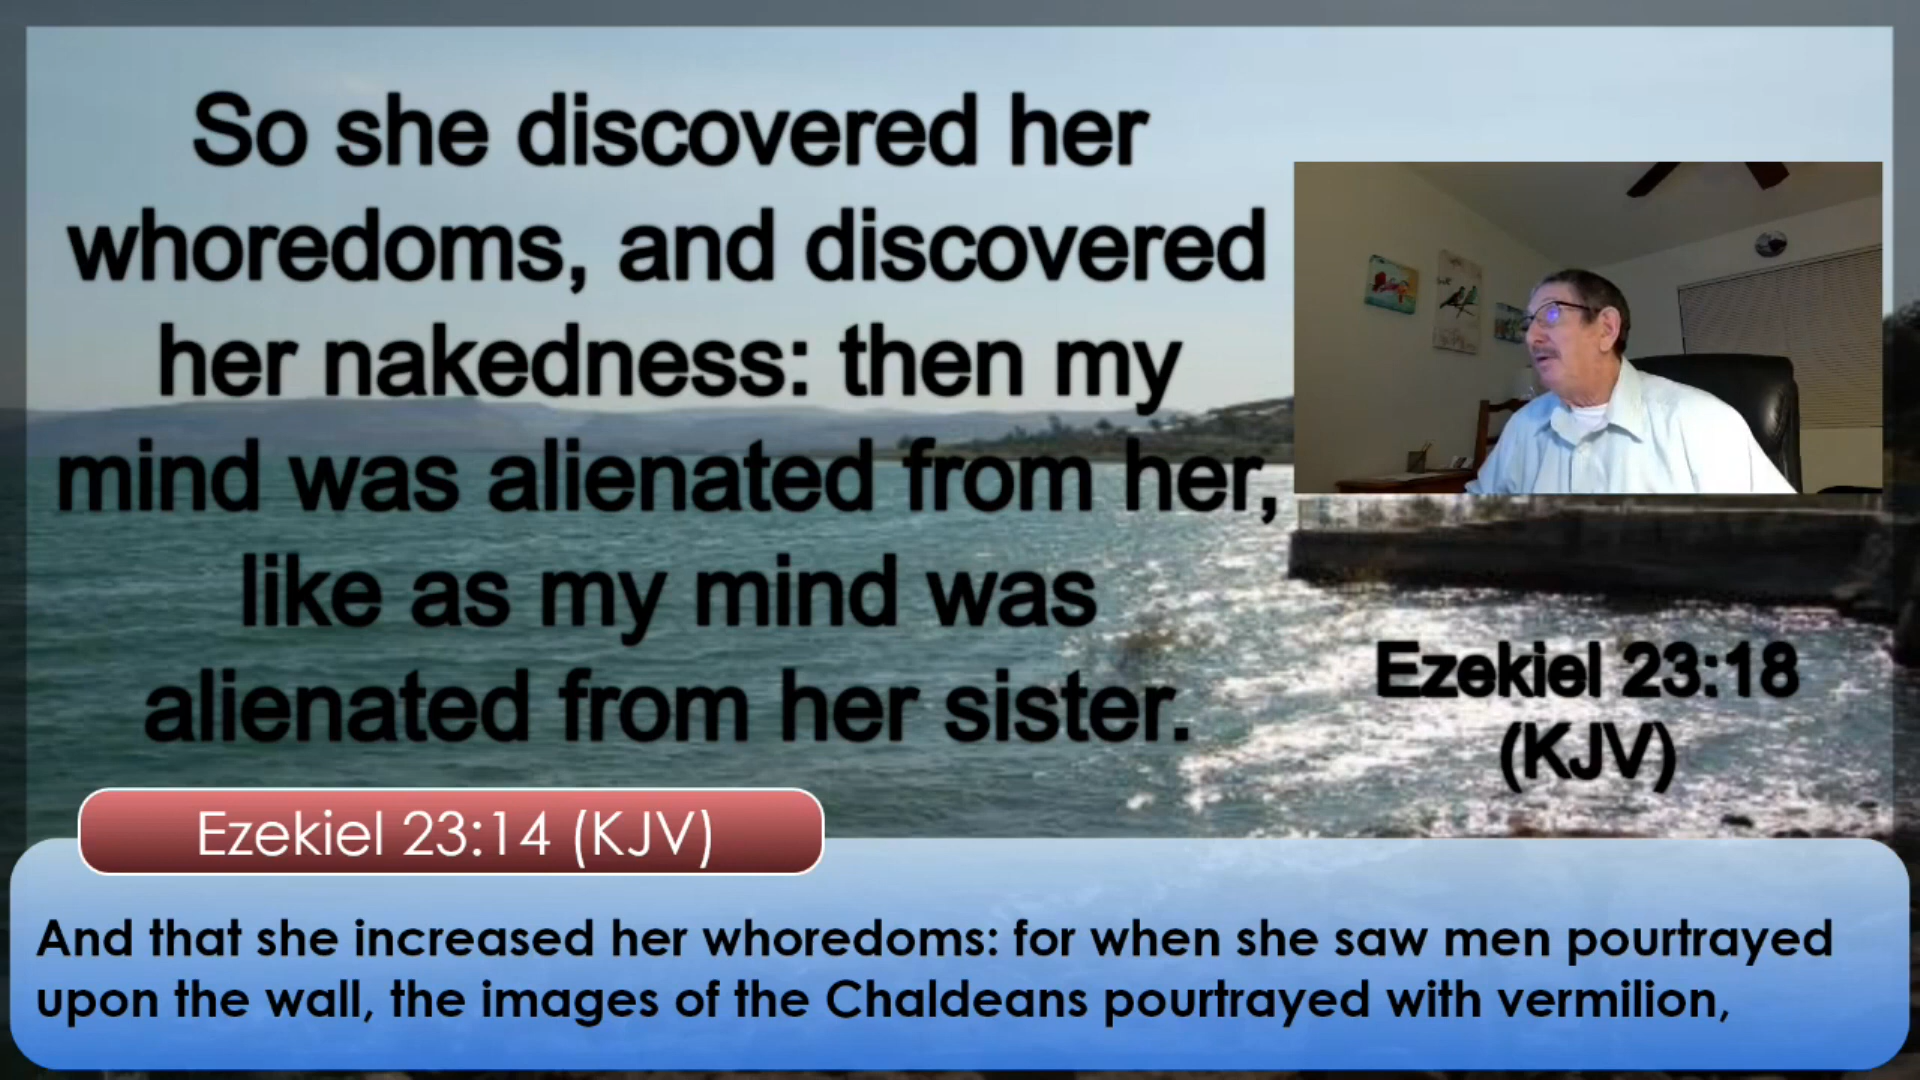 So she discovered her
whoredoms, and discovered
her nakedness: then my
mind was alienated from her,
like as my mind was
alienated from her sister.
Ezekiel 23:18
(KJV)
Ezekiel 23:14 (KJV)
And that she increased her whoredoms: for when she saw men pourtrayed
upon the wall, the images of the Chaldeans pourtrayed with vermilion,